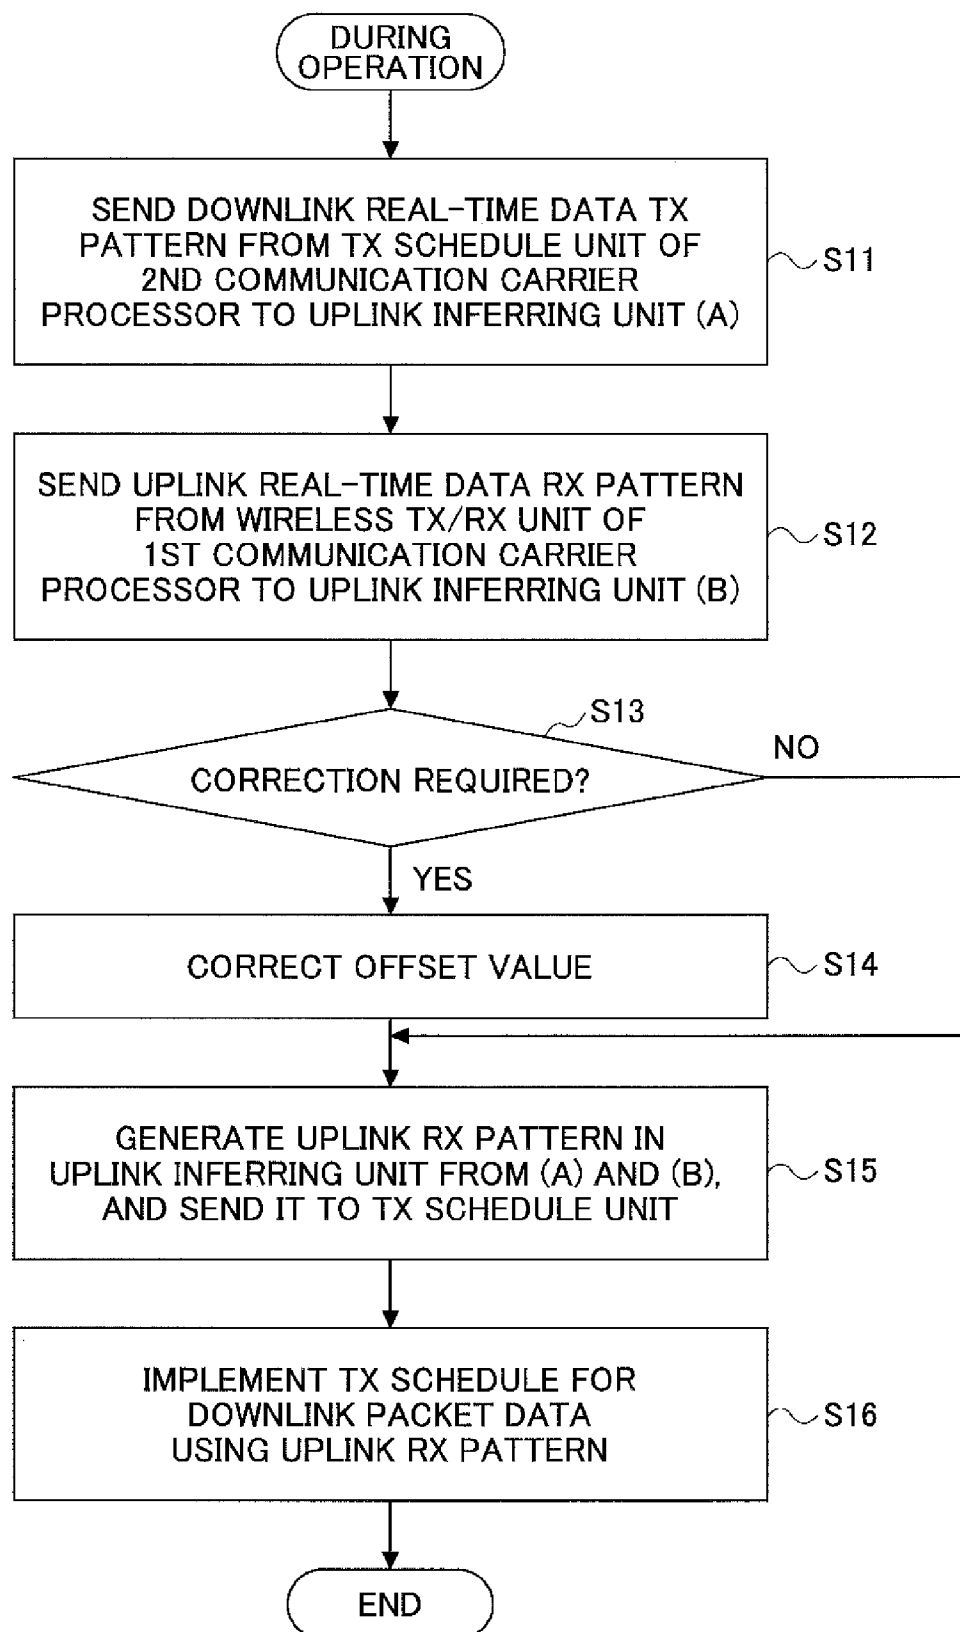 DURING
OPERATION
SEND DOWNLINK REAL-TIME DATA TX
PATTERN FROM TX SCHEDULE UNIT OF
2ND COMMUNICATION CARRIER
PROCESSOR TO UPLINK INFERRING UNIT (A)
S11
SEND UPLINK REAL-TIME DATA RX PATTERN
FROM WIRELESS TX/RX UNIT OF
1ST COMMUNICATION CARRIER
PROCESSOR TO UPLINK INFERRING UNIT (B)
S12
S13
NO
CORRECTION REQUIRED?
YES
CORRECT OFFSET VALUE
S14
GENERATE UPLINK RX PATTERN IN
UPLINK INFERRING UNIT FROM (A) AND (B),
AND SEND IT TO TX SCHEDULE UNIT
S15
IMPLEMENT TX SCHEDULE FOR
DOWNLINK PACKET DATA
USING UPLINK RX PATTERN
S16
END